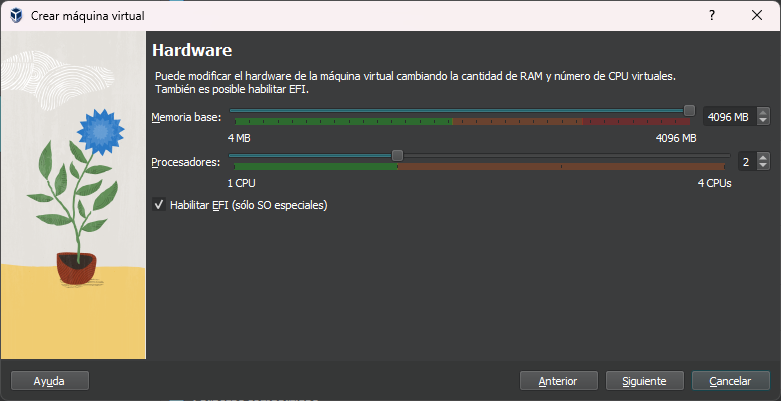 Crear máquina virtual
?
Hardware
Puede modificar el hardware de la máquina virtual cambiando la cantidad de RAM y número de CPU virtuales.
También es posible habilitar EFI.
Memoria base:
4096 MB
4 MB
4096 MB
Procesadores:
2
1 CPU
4 CPUs
Habilitar EFI (sólo SO especiales)
Ayuda
Anterior
Siguiente
Cancelar